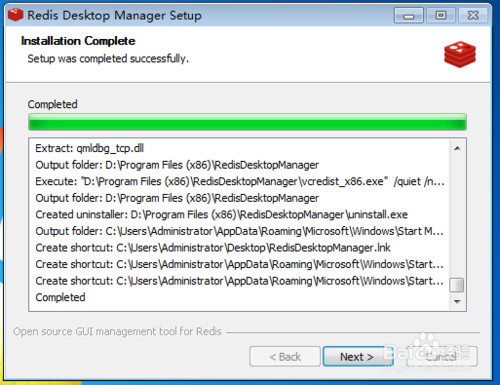 Redis Desktop Manager Setup
Installation Complete
Setup was completed successfully.
Completed
Extract: qmldbg_tcp.dll
Output folder: D:\Program Files (x86)\RedisDesktopManager
Execute: "D:\Program Files (x86)\RedisDesktopManager\vcredist_x86.exe" /quiet /n...
Output folder: D:\Program Files (x86)\RedisDesktopManager
Created uninstaller: D:\Program Files (x86)\RedisDesktopManager\uninstall.exe
Output folder: C:\Users\Administrator\AppData\Roaming\Microsoft\Windows\Start M...
Create shortcut: C:\Users\Administrator\Desktop\RedisDesktopManager.lnk
Create shortcut: C:\Users\Administrator\AppData\Roaming\Microsoft\Windows\Start...
Create shortcut: C:\Users\Administrator\AppData\Roaming\Microsoft\Windows\Start...
Completed
Open source GUI management tool for Redis
< Back Next > Cancel